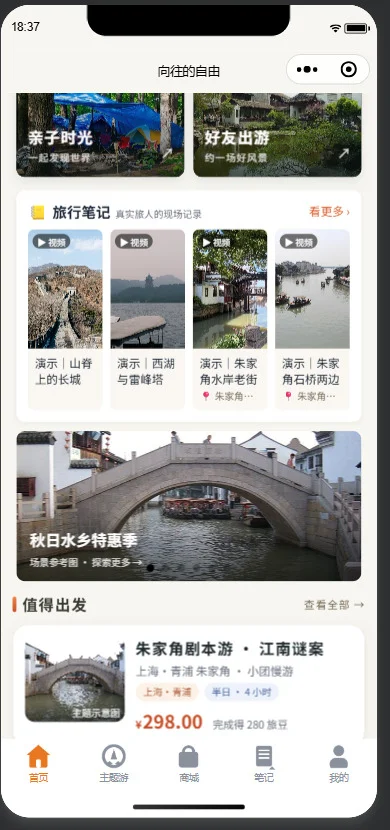 18:37
向往的自由
亲子时光
一起发现世界
↗
好友出游
约一场好风景
↗
旅行笔记 真实旅人的现场记录
看更多 ›
▶ 视频
▶ 视频
▶ 视频
▶ 视频
演示｜山脊
上的长城
演示｜西湖
与雷峰塔
演示｜朱家
角水岸老街
朱家角…
演示｜朱家
角石桥两边
朱家角…
秋日水乡特惠季
场景参考图 · 探索更多 →
值得出发
查看全部 →
朱家角剧本游 · 江南谜案
上海·青浦 朱家角 · 小团慢游
上海·青浦
半日 · 4 小时
¥298.00 完成得 280 旅豆
主题示意图
首页
主题游
商城
笔记
我的